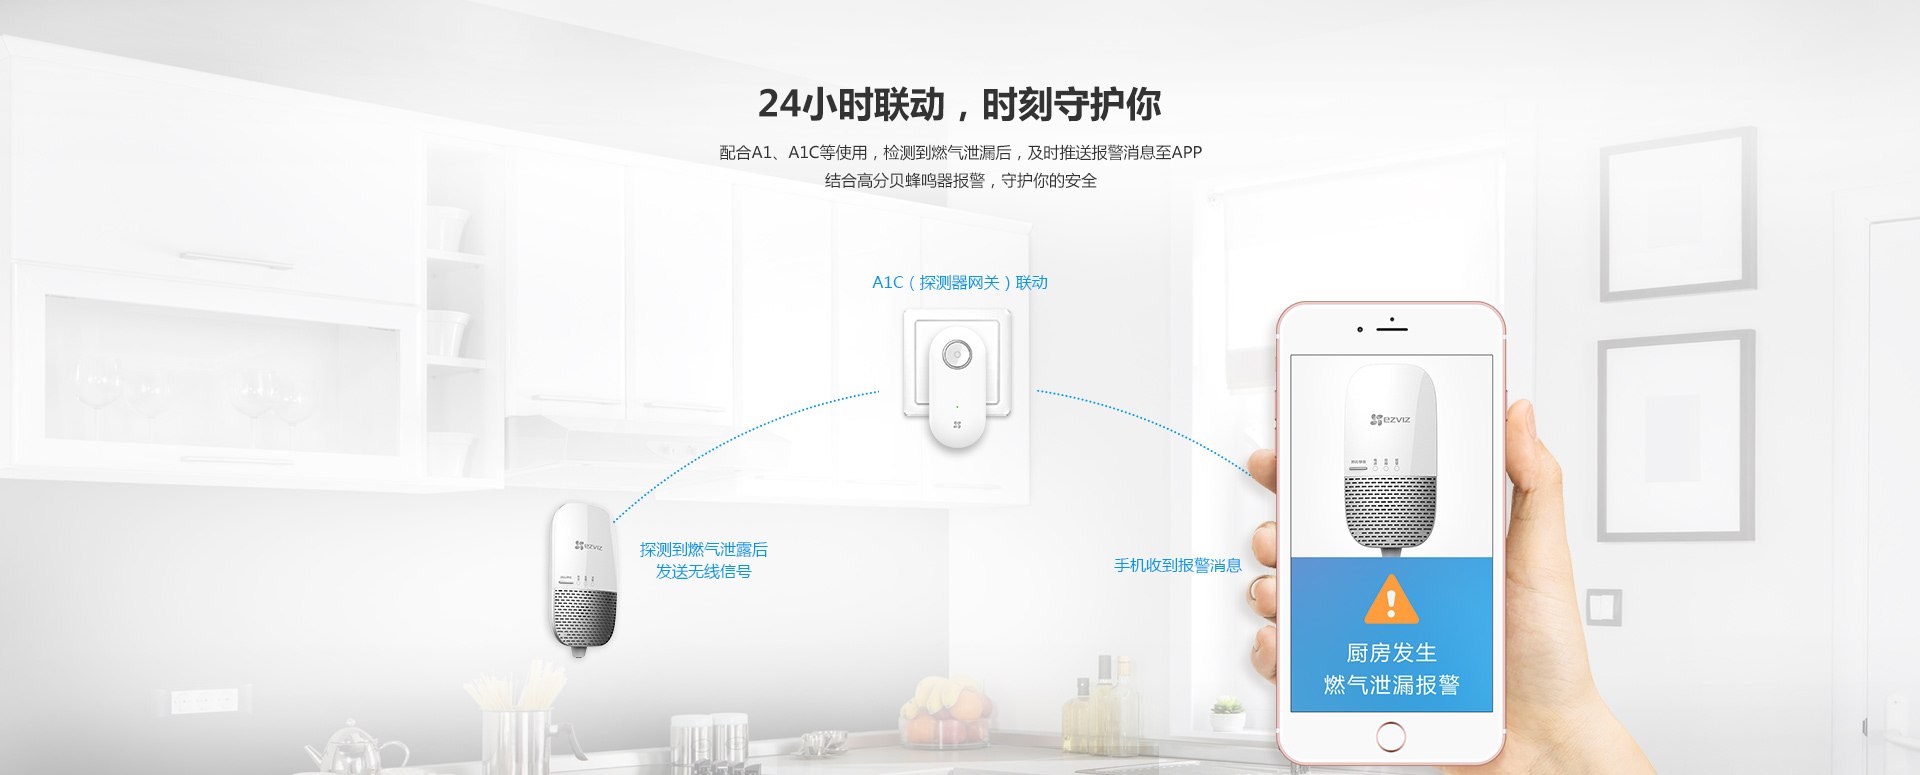 24小时联动，时刻守护你
配合A1、A1C等使用，检测到燃气泄漏后，及时推送报警消息至APP
结合高分贝蜂鸣器报警，守护你的安全
A1C（探测器网关）联动
ezviz
探测到燃气泄露后
发送无线信号
手机收到报警消息
ezviz
厨房发生
燃气泄漏报警